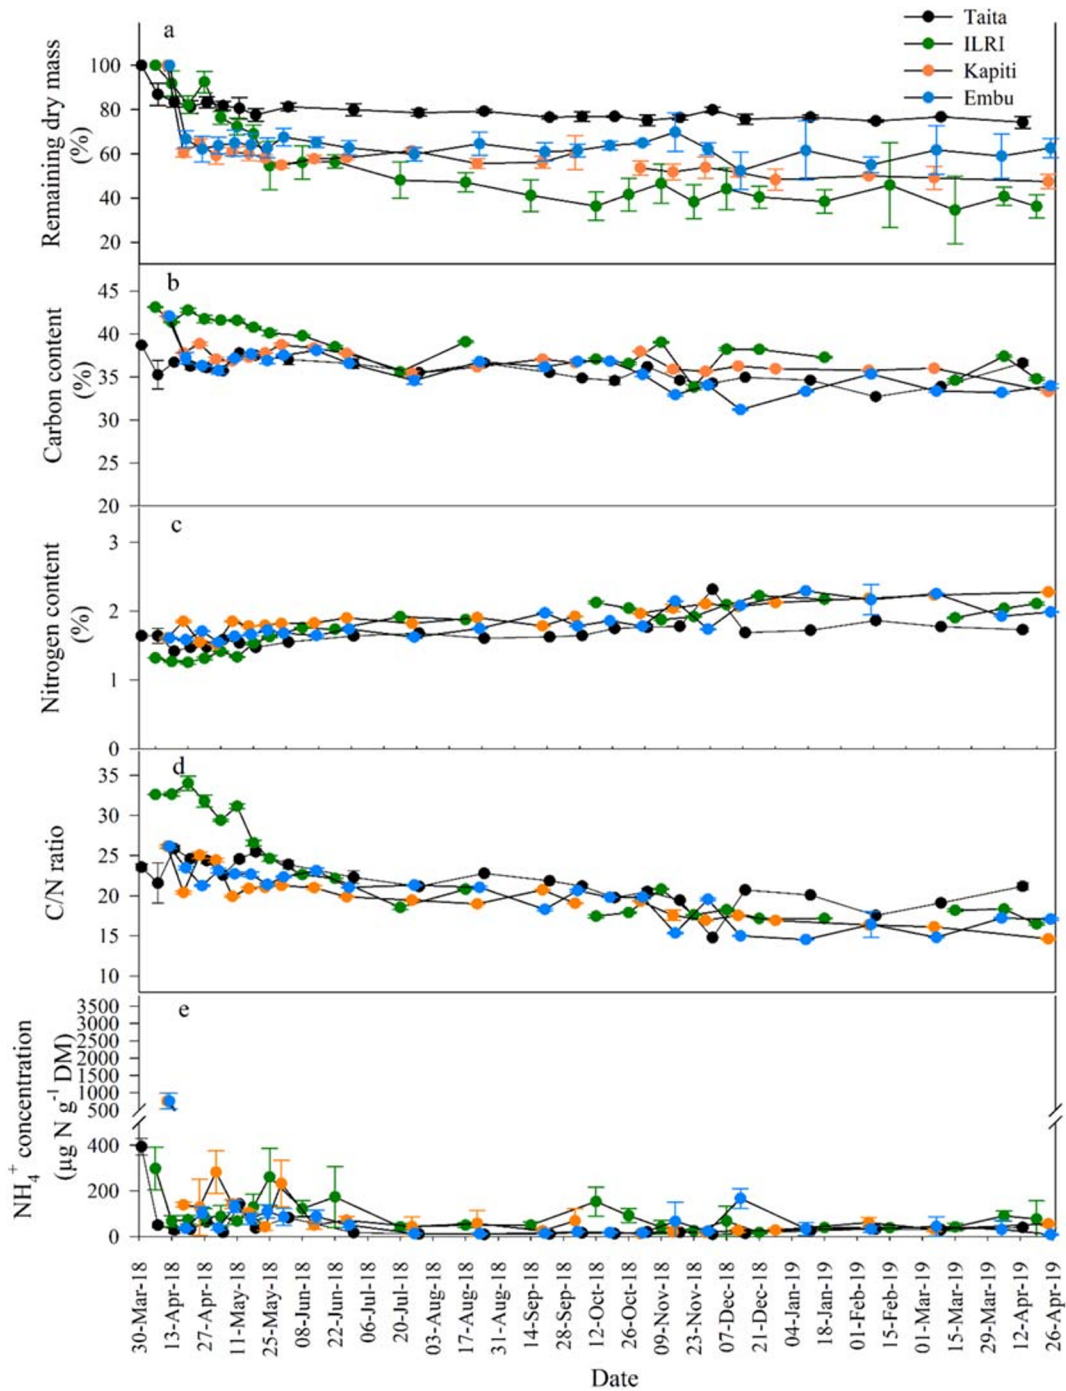 Taita
ILRI
Kapiti
Embu
a
Remaining dry mass
(%)
100
80
60
40
20
b
Carbon content
(%)
45
40
35
30
25
20
c
Nitrogen content
(%)
3
2
1
0
d
C/N ratio
35
30
25
20
15
10
e
NH4+ concentration
(µg N g-1 DM)
3500
3000
2500
2000
1500
1000
500
400
200
0
30-Mar-18
13-Apr-18
27-Apr-18
11-May-18
25-May-18
08-Jun-18
22-Jun-18
06-Jul-18
20-Jul-18
03-Aug-18
17-Aug-18
31-Aug-18
14-Sep-18
28-Sep-18
12-Oct-18
26-Oct-18
09-Nov-18
23-Nov-18
07-Dec-18
21-Dec-18
04-Jan-19
18-Jan-19
01-Feb-19
15-Feb-19
01-Mar-19
15-Mar-19
29-Mar-19
12-Apr-19
26-Apr-19
Date